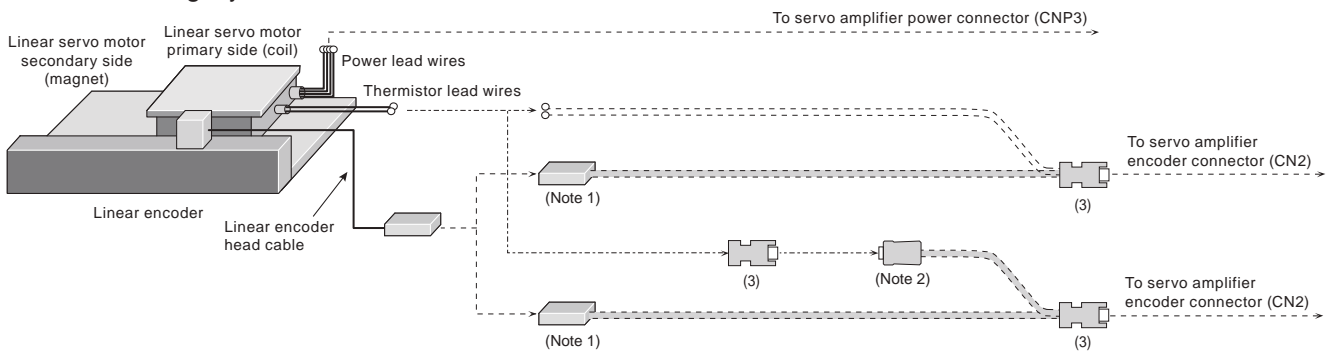 To servo amplifier power connector (CNP3)
Linear servo motor
secondary side
(magnet)
Linear servo motor
primary side (coil)
Power lead wires
Thermistor lead wires
To servo amplifier
encoder connector (CN2)
(Note 1)
(3)
Linear encoder
Linear encoder
head cable
(3)
(Note 2)
To servo amplifier
encoder connector (CN2)
(Note 1)
(3)